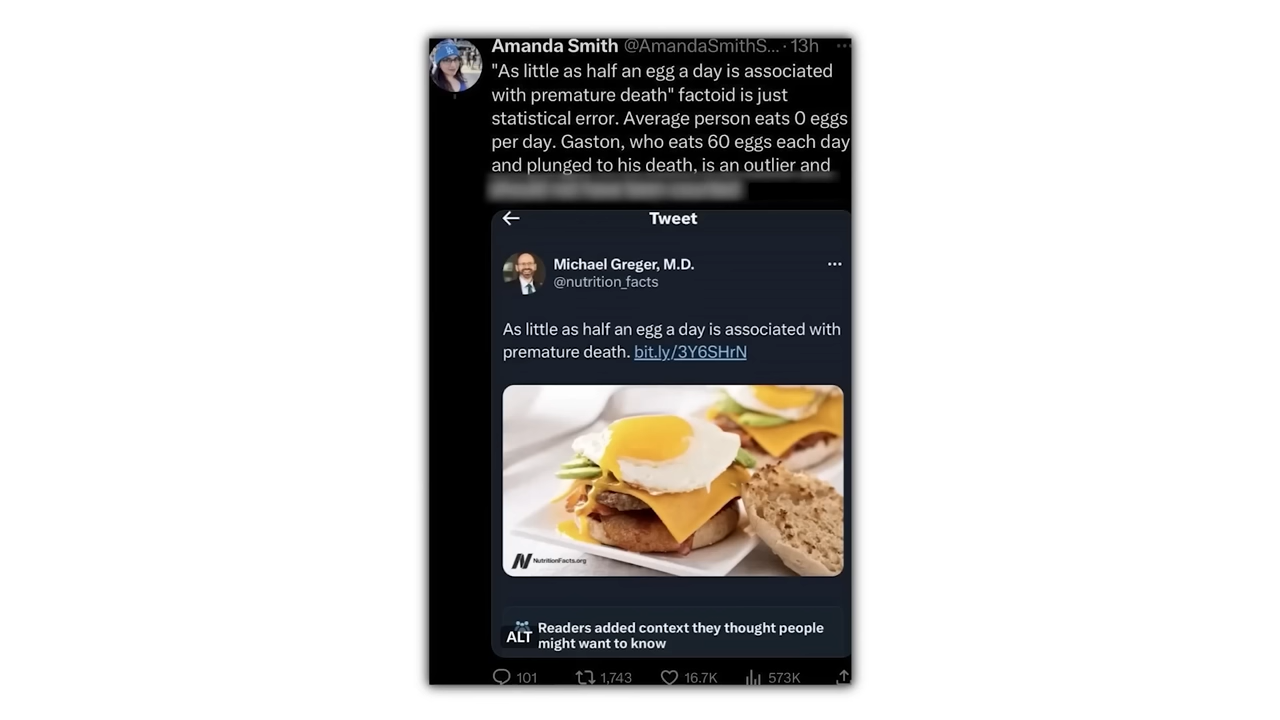 Amanda Smith @AmandaSmithS... · 13h
"As little as half an egg a day is associated
with premature death" factoid is just
statistical error. Average person eats 0 eggs
per day. Gaston, who eats 60 eggs each day
and plunged to his death, is an outlier and
Tweet
Michael Greger, M.D.
@nutrition_facts
As little as half an egg a day is associated with
premature death. bit.ly/3Y6SHrN
NutritionFacts.org
ALT
Readers added context they thought people
might want to know
101 1,743 16.7K 573K